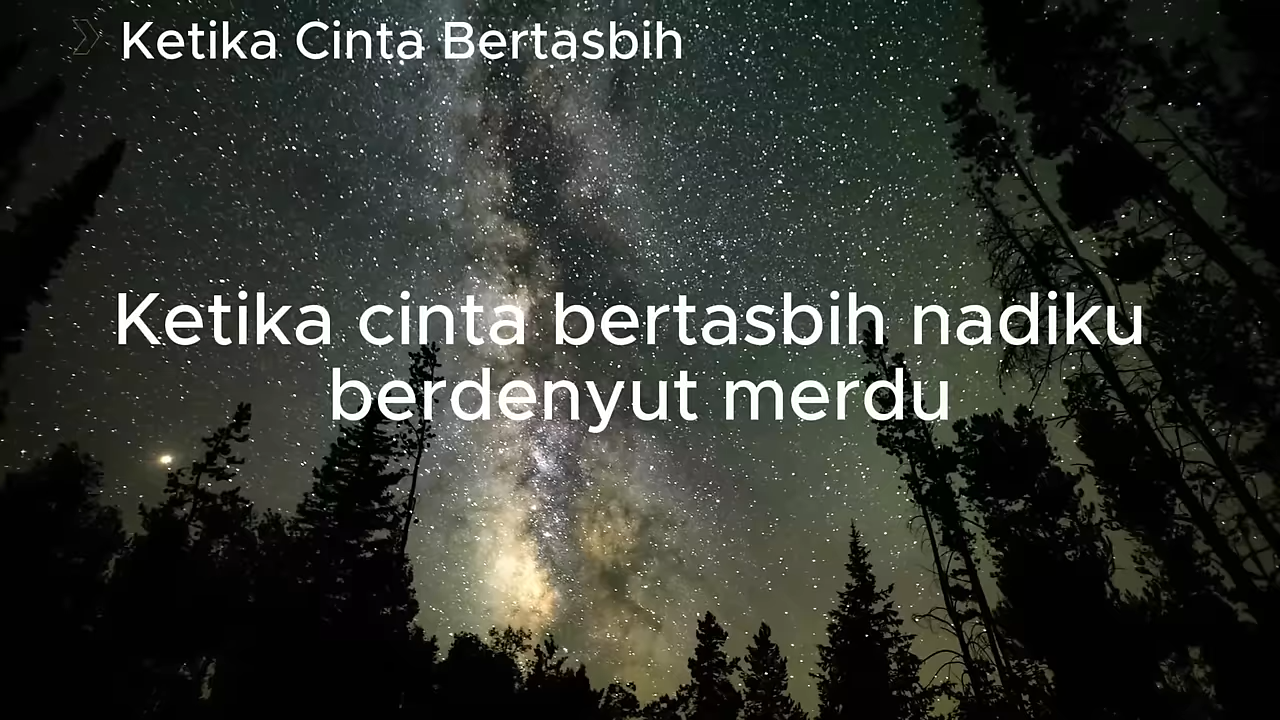 Ketika Cinta Bertasbih
Ketika cinta bertasbih nadiku
berdenyut merdu